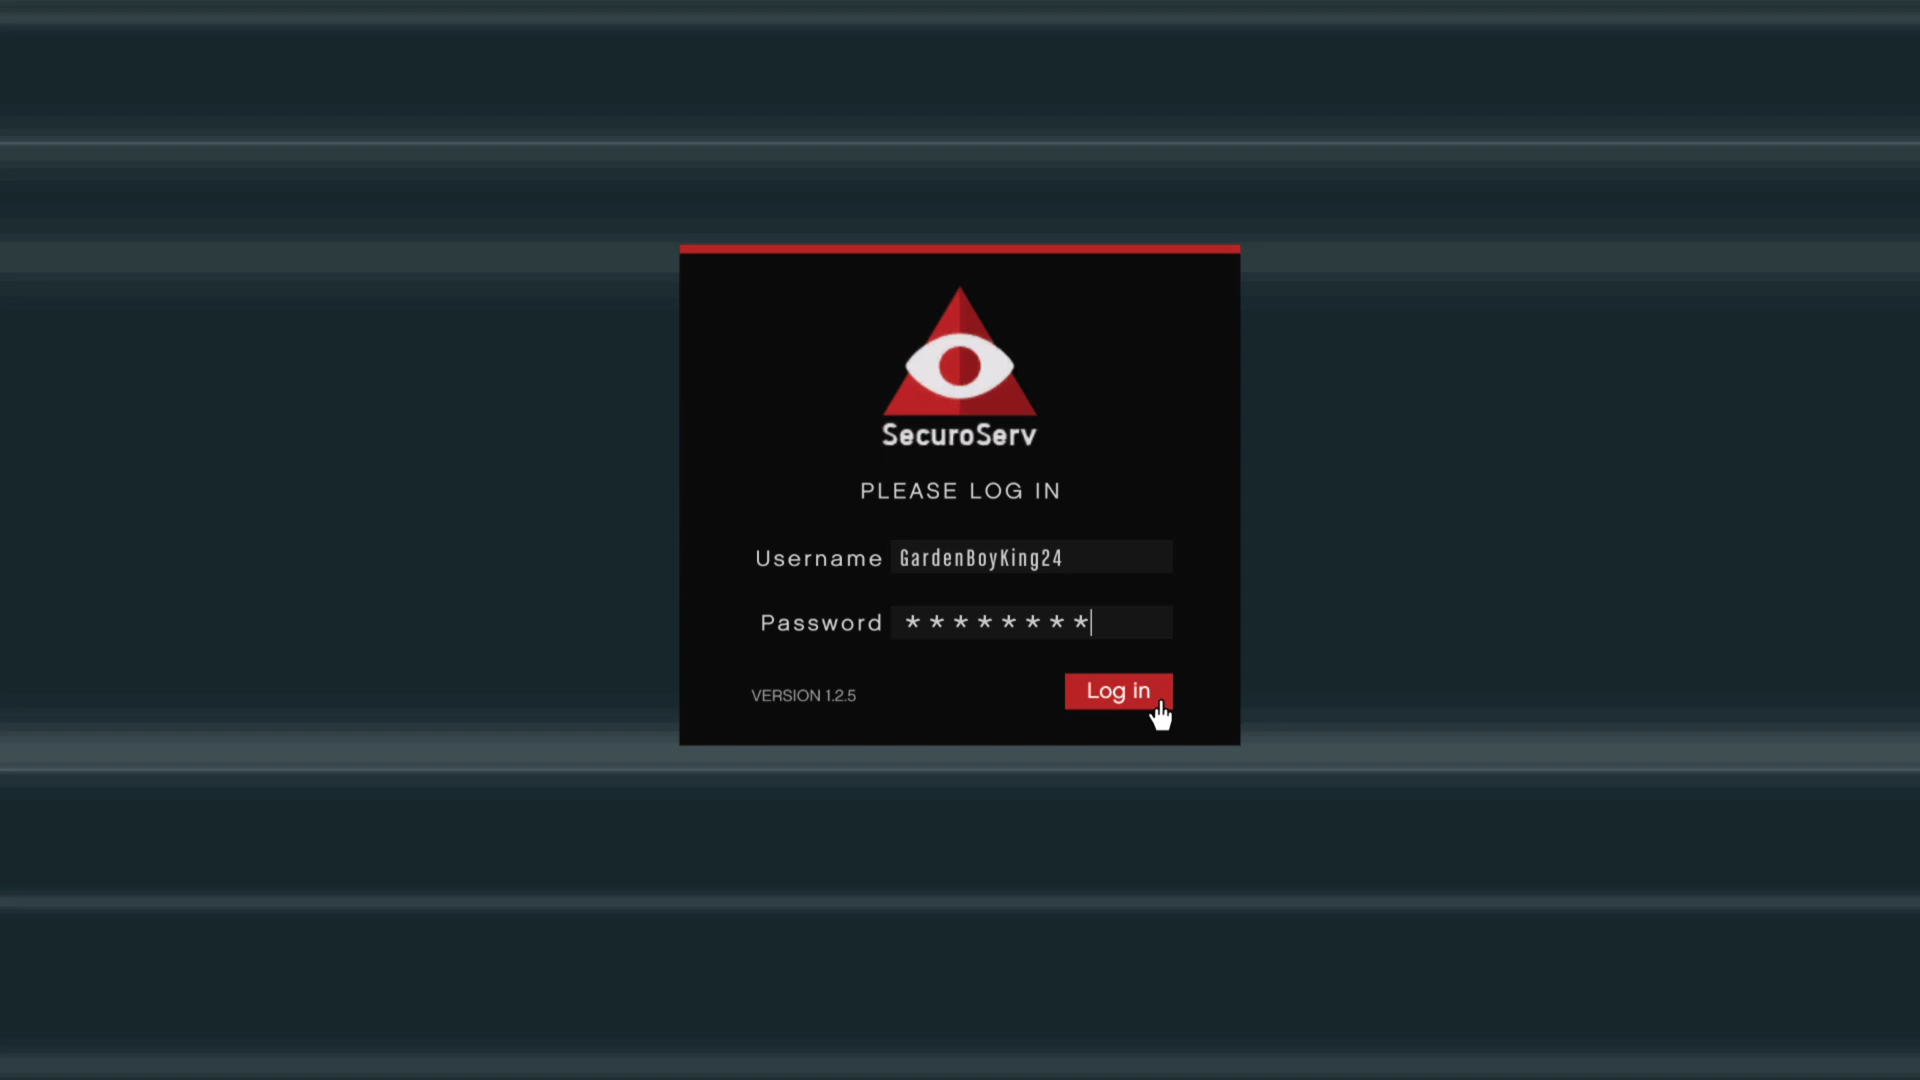 SecuroServ
PLEASE LOG IN
Username GardenBoyKing24
Password ********
VERSION 1.2.5 Log in